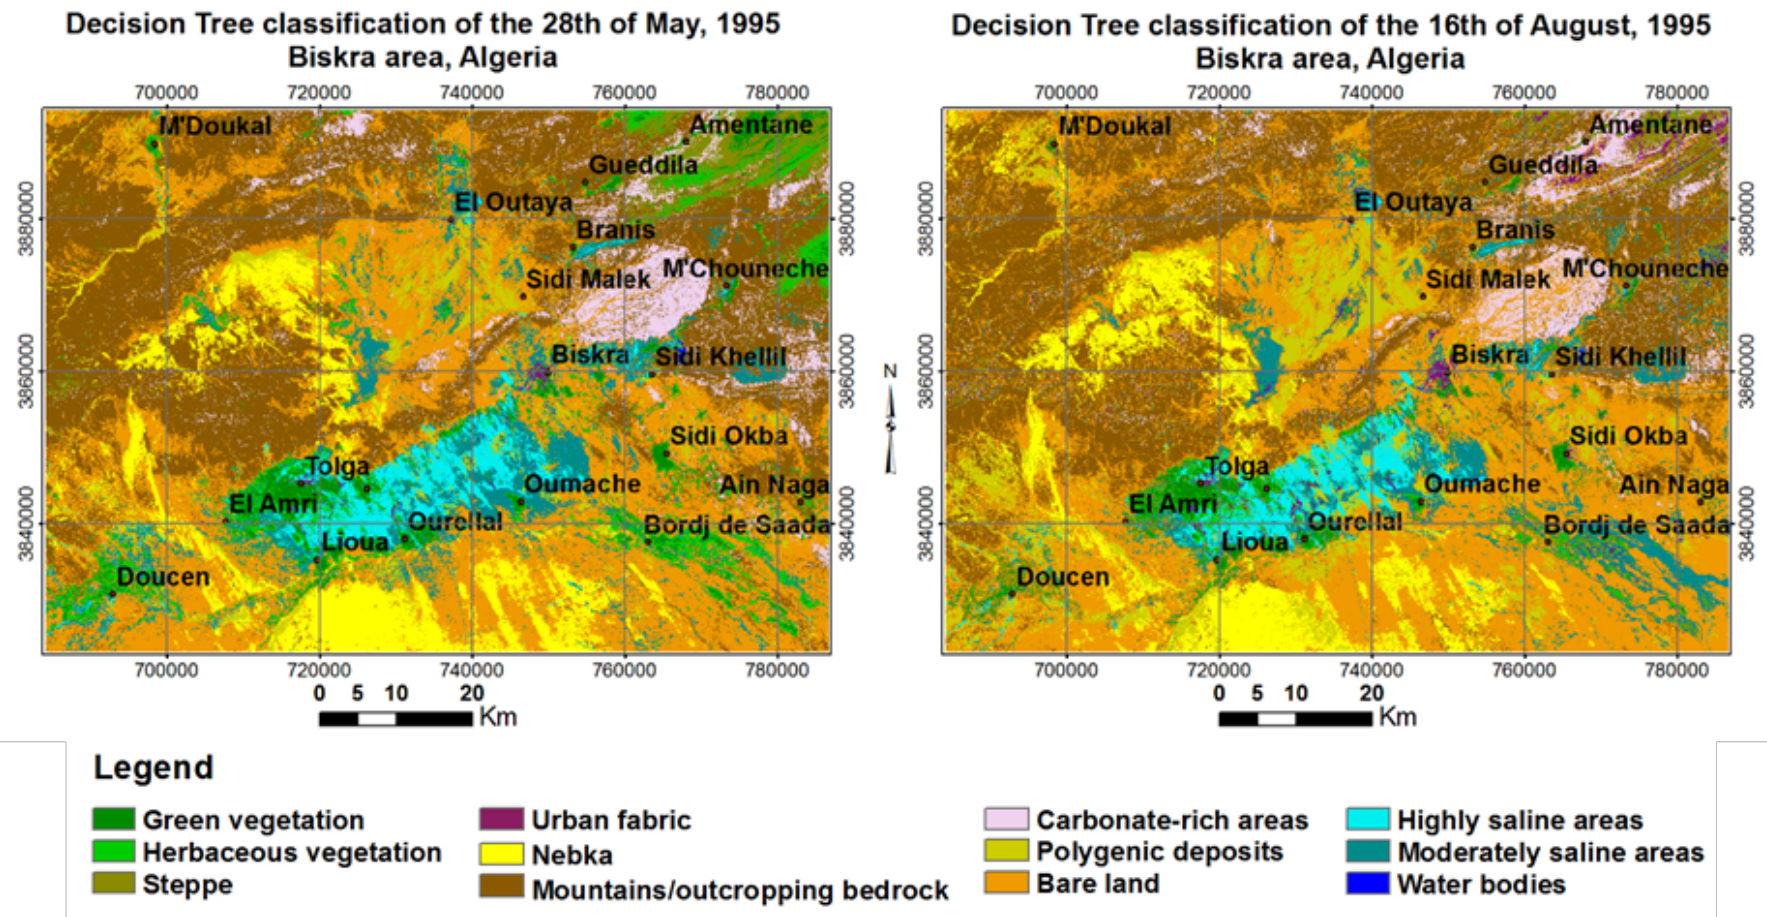 Decision Tree classification of the 28th of May, 1995
Biskra area, Algeria
700000 720000 740000 760000 780000
M'Doukal
Amentane
Gueddila
El Outaya
Branis
M'Chouneche
Sidi Malek
Biskra
Sidi Khellil
Sidi Okba
Tolga
Oumache
Ain Naga
El Amri
Ourellal
Bordj de Saada
Lioua
Doucen
3880000 3880000
3860000 3860000
3840000 3840000
700000 720000 740000 760000 780000
0 5 10 20
Km
N
Decision Tree classification of the 16th of August, 1995
Biskra area, Algeria
700000 720000 740000 760000 780000
M'Doukal
Amentane
Gueddila
El Outaya
Branis
M'Chouneche
Sidi Malek
Biskra
Sidi Khellil
Sidi Okba
Tolga
Oumache
Ain Naga
El Amri
Ourellal
Bordj de Saada
Lioua
Doucen
3880000 3880000
3860000 3860000
3840000 3840000
700000 720000 740000 760000 780000
0 5 10 20
Km
Legend
Green vegetation
Herbaceous vegetation
Steppe
Urban fabric
Nebka
Mountains/outcropping bedrock
Carbonate-rich areas
Polygenic deposits
Bare land
Highly saline areas
Moderately saline areas
Water bodies